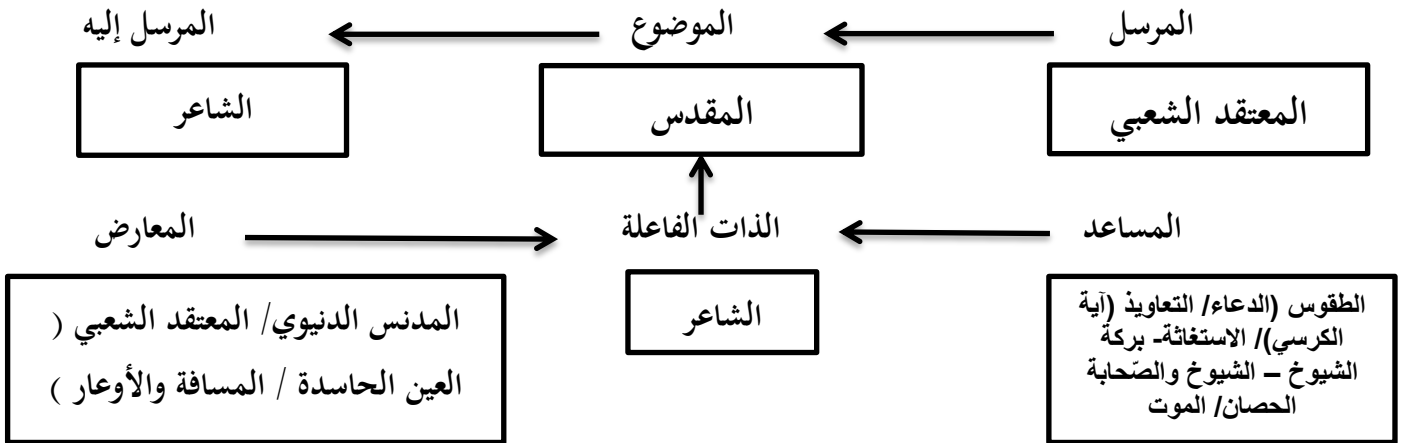 المرسل الموضوع المرسل إليه
المعتقد الشعبي
المقدس
الشاعر
المساعد الذات الفاعلة المعارض
الطقوس (الدعاء/ التعاويذ (آية
الكرسي)/ الاستغاثة- بركة
الشيوخ – الشيوخ والصّحابة
الحصان/ الموت
الشاعر
المدنس الدنيوي/ المعتقد الشعبي (
العين الحاسدة / المسافة والأوعار )